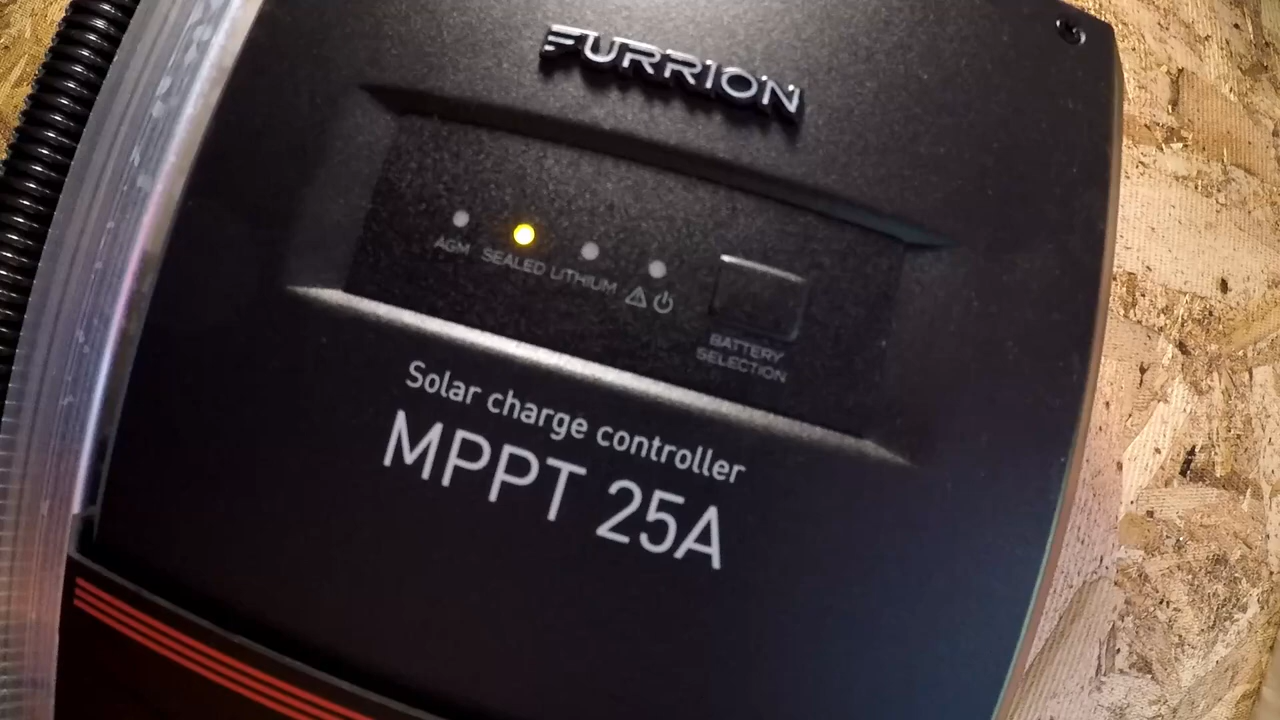 FURRION
AGM SEALED LITHIUM
BATTERY
SELECTION
Solar charge controller
MPPT 25A